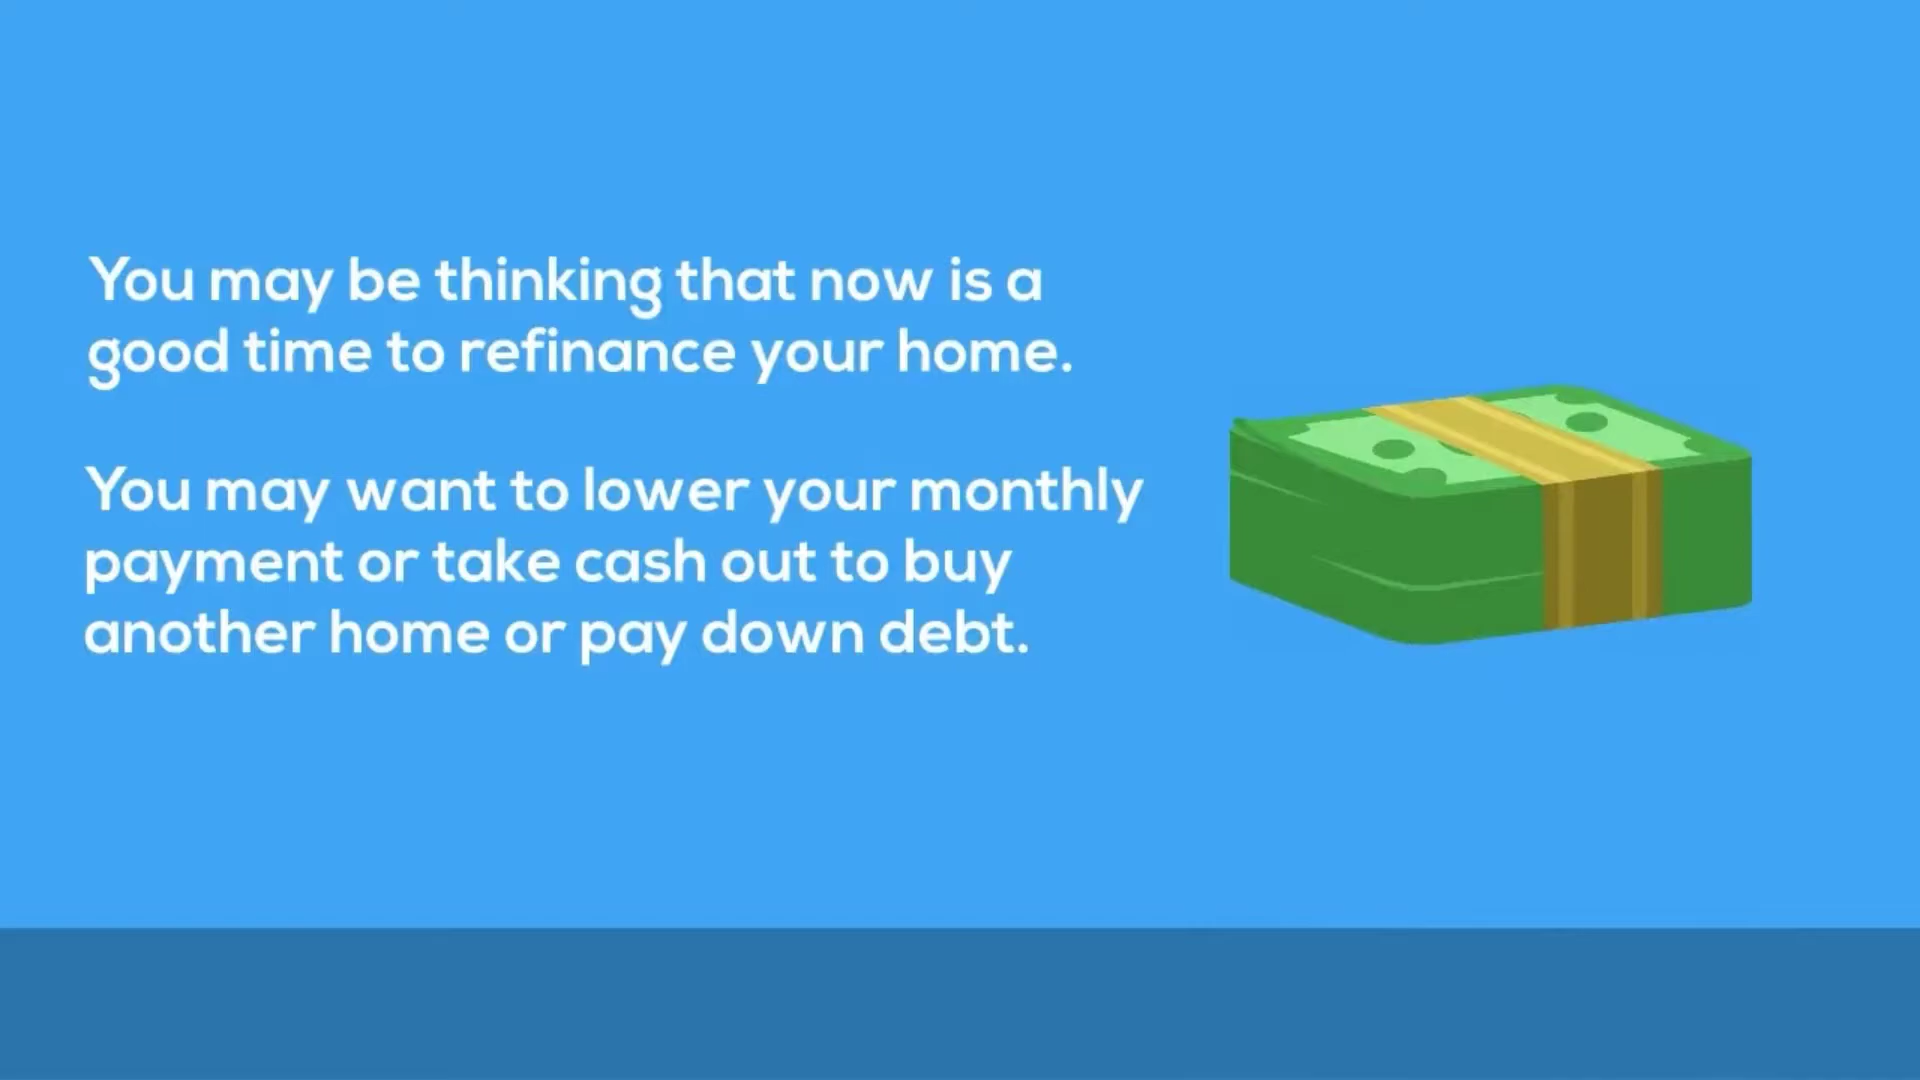 You may be thinking that now is a
good time to refinance your home.
You may want to lower your monthly
payment or take cash out to buy
another home or pay down debt.